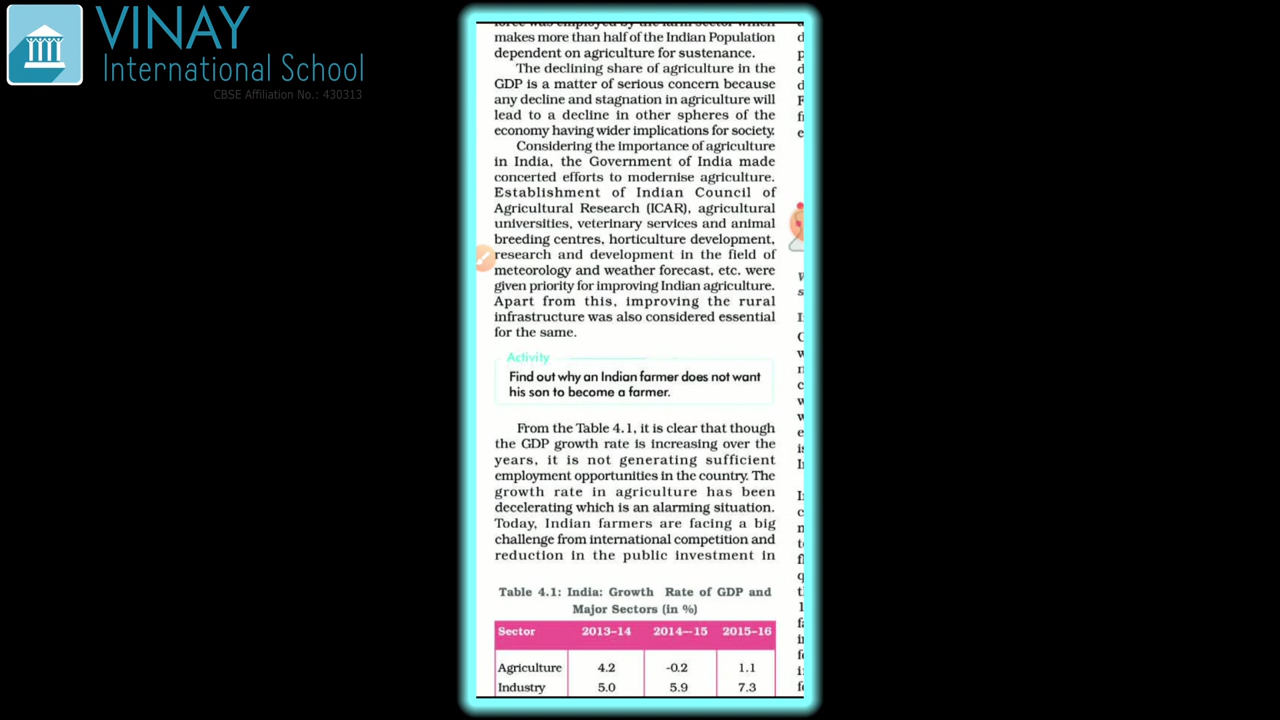 VINAY
International School
CBSE Affiliation No.: 430313
force was employed by the farm sector which
makes more than half of the Indian Population
dependent on agriculture for sustenance.
The declining share of agriculture in the
GDP is a matter of serious concern because
any decline and stagnation in agriculture will
lead to a decline in other spheres of the
economy having wider implications for society.
Considering the importance of agriculture
in India, the Government of India made
concerted efforts to modernise agriculture.
Establishment of Indian Council of
Agricultural Research (ICAR), agricultural
universities, veterinary services and animal
breeding centres, horticulture development,
research and development in the field of
meteorology and weather forecast, etc. were
given priority for improving Indian agriculture.
Apart from this, improving the rural
infrastructure was also considered essential
for the same.
Activity
Find out why an Indian farmer does not want
his son to become a farmer.
From the Table 4.1, it is clear that though
the GDP growth rate is increasing over the
years, it is not generating sufficient
employment opportunities in the country. The
growth rate in agriculture has been
decelerating which is an alarming situation.
Today, Indian farmers are facing a big
challenge from international competition and
reduction in the public investment in
Table 4.1: India: Growth Rate of GDP and
Major Sectors (in %)
Sector 2013–14 2014–-15 2015–16
Agriculture 4.2 -0.2 1.1
Industry 5.0 5.9 7.3